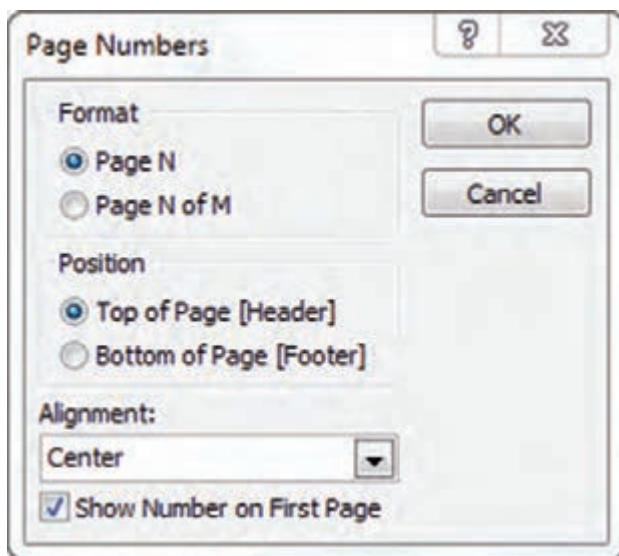 Page Numbers
Format
OK
Page N
Page N of M
Cancel
Position
Top of Page [Header]
Bottom of Page [Footer]
Alignment:
Center
Show Number on First Page